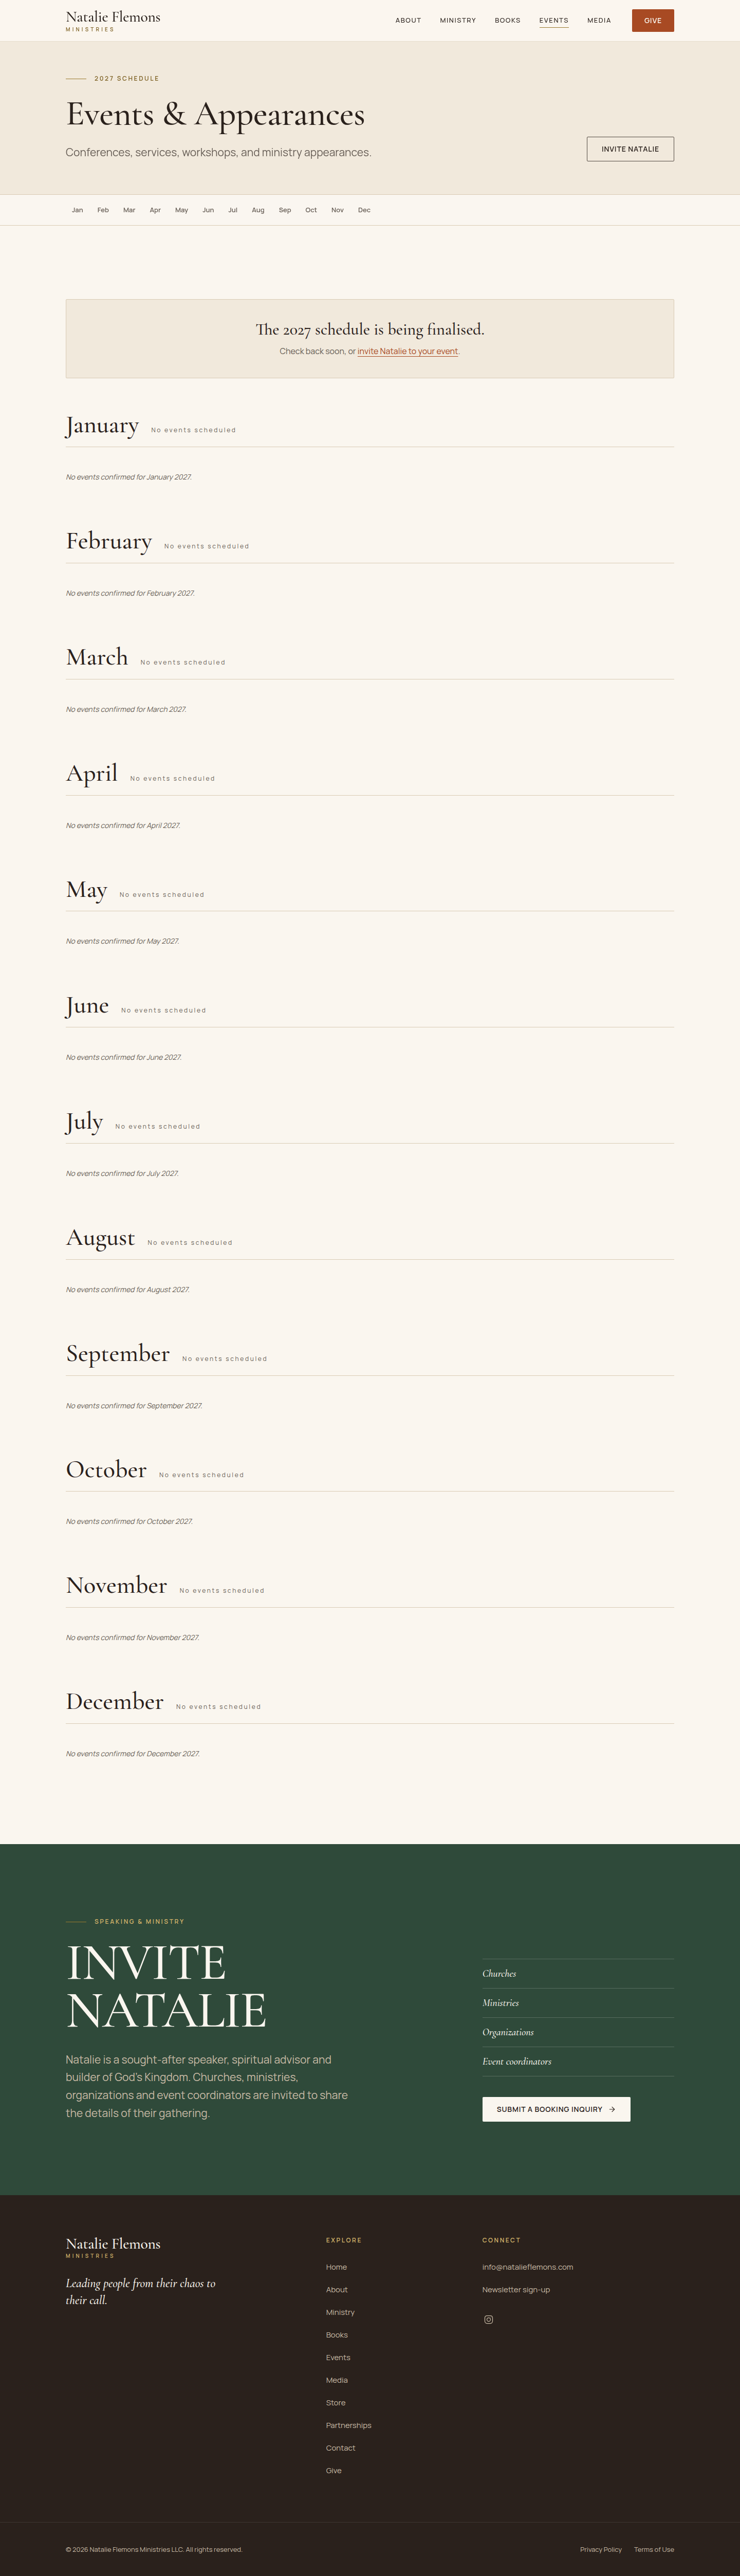 Natalie Flemons
MINISTRIES
ABOUT MINISTRY BOOKS EVENTS MEDIA GIVE
2027 SCHEDULE
Events & Appearances
Conferences, services, workshops, and ministry appearances.
INVITE NATALIE
Jan Feb Mar Apr May Jun Jul Aug Sep Oct Nov Dec
The 2027 schedule is being finalised.
Check back soon, or invite Natalie to your event.
January No events scheduled
No events confirmed for January 2027.
February No events scheduled
No events confirmed for February 2027.
March No events scheduled
No events confirmed for March 2027.
April No events scheduled
No events confirmed for April 2027.
May No events scheduled
No events confirmed for May 2027.
June No events scheduled
No events confirmed for June 2027.
July No events scheduled
No events confirmed for July 2027.
August No events scheduled
No events confirmed for August 2027.
September No events scheduled
No events confirmed for September 2027.
October No events scheduled
No events confirmed for October 2027.
November No events scheduled
No events confirmed for November 2027.
December No events scheduled
No events confirmed for December 2027.
SPEAKING & MINISTRY
INVITE
NATALIE
Natalie is a sought-after speaker, spiritual advisor and
builder of God's Kingdom. Churches, ministries,
organizations and event coordinators are invited to share
the details of their gathering.
Churches
Ministries
Organizations
Event coordinators
SUBMIT A BOOKING INQUIRY →
Natalie Flemons
MINISTRIES
Leading people from their chaos to
their call.
EXPLORE
Home
About
Ministry
Books
Events
Media
Store
Partnerships
Contact
Give
CONNECT
info@natalieflemons.com
Newsletter sign-up
© 2026 Natalie Flemons Ministries LLC. All rights reserved.
Privacy Policy Terms of Use